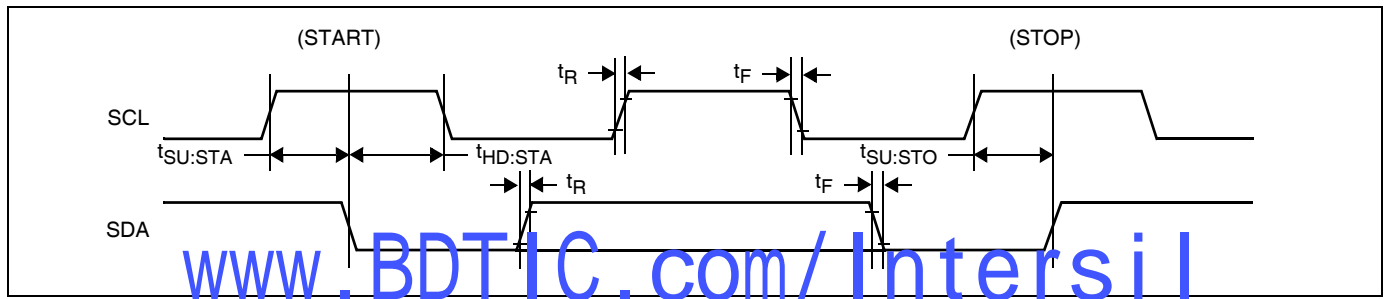 (START)
(STOP)
tR
tF
SCL
tSU:STA
tHD:STA
tSU:STO
tR
tF
SDA
www.BDTIC.com/Intersil